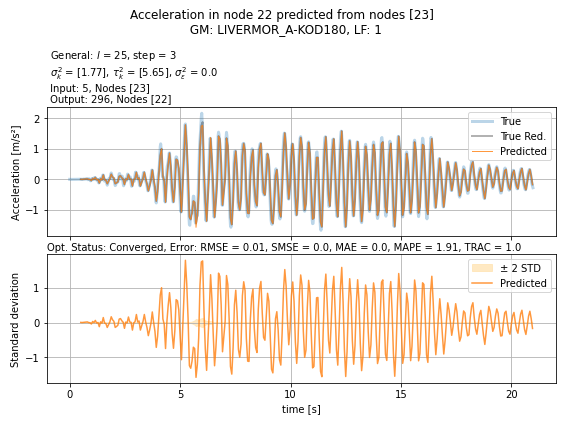 Acceleration in node 22 predicted from nodes [23]
GM: LIVERMOR_A-KOD180, LF: 1
General: l = 25, step = 3
σ²ₖ = [1.77], τ²ₖ = [5.65], σ²ε = 0.0
Input: 5, Nodes [23]
Output: 296, Nodes [22]
Acceleration [m/s²]
2
1
0
−1
True
True Red.
Predicted
Opt. Status: Converged, Error: RMSE = 0.01, SMSE = 0.0, MAE = 0.0, MAPE = 1.91, TRAC = 1.0
Standard deviation
1
0
−1
± 2 STD
Predicted
0 5 10 15 20
time [s]